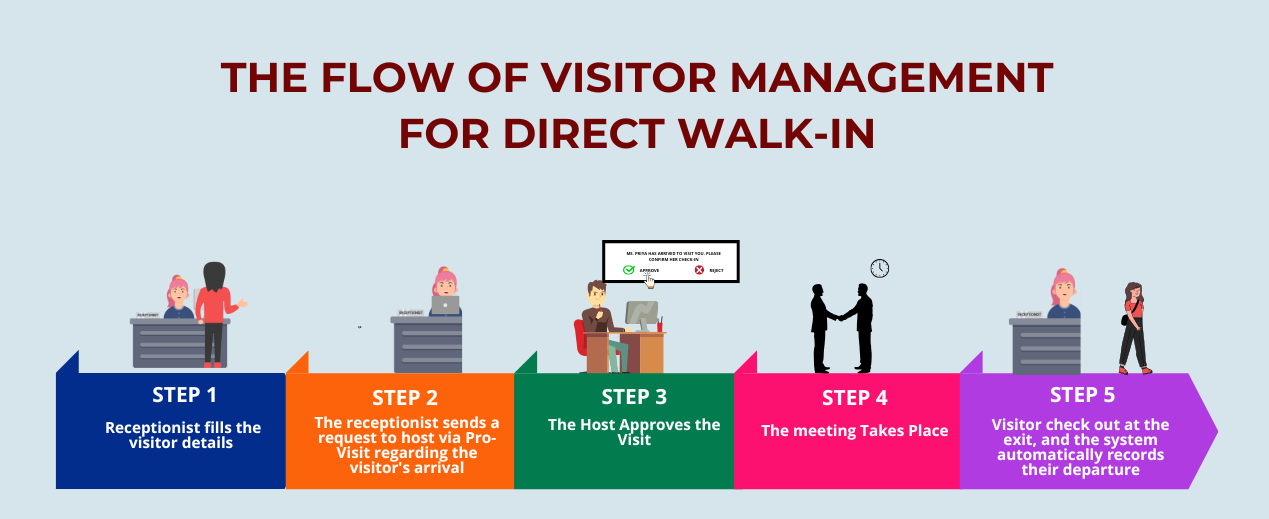 THE FLOW OF VISITOR MANAGEMENT
FOR DIRECT WALK-IN
MS. PRIYA HAS ARRIVED TO VISIT YOU. PLEASE
CONFIRM HER CHECK-IN
APPROVE
REJECT
RECEPTIONIST
RECEPTIONIST
RECEPTIONIST
STEP 1
Receptionist fills the
visitor details
STEP 2
The receptionist sends a
request to host via Pro-
Visit regarding the
visitor's arrival
STEP 3
The Host Approves the
Visit
STEP 4
The meeting Takes Place
STEP 5
Visitor check out at the
exit, and the system
automatically records
their departure